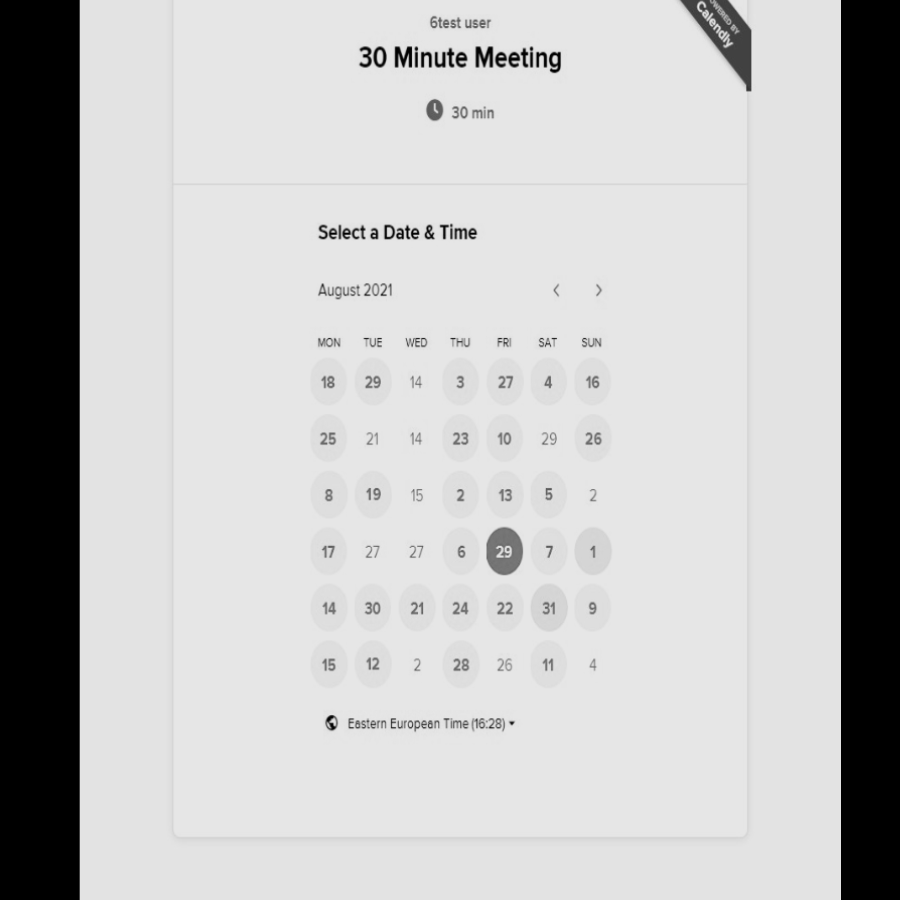 6test user
POWERED BY
Calendly
30 Minute Meeting
30 min
Select a Date & Time
August 2021
MON TUE WED THU FRI SAT SUN
18 29 14 3 27 4 16
25 21 14 23 10 29 26
8 19 15 2 13 5 2
17 27 27 6 29 7 1
14 30 21 24 22 31 9
15 12 2 28 26 11 4
Eastern European Time (16:28)